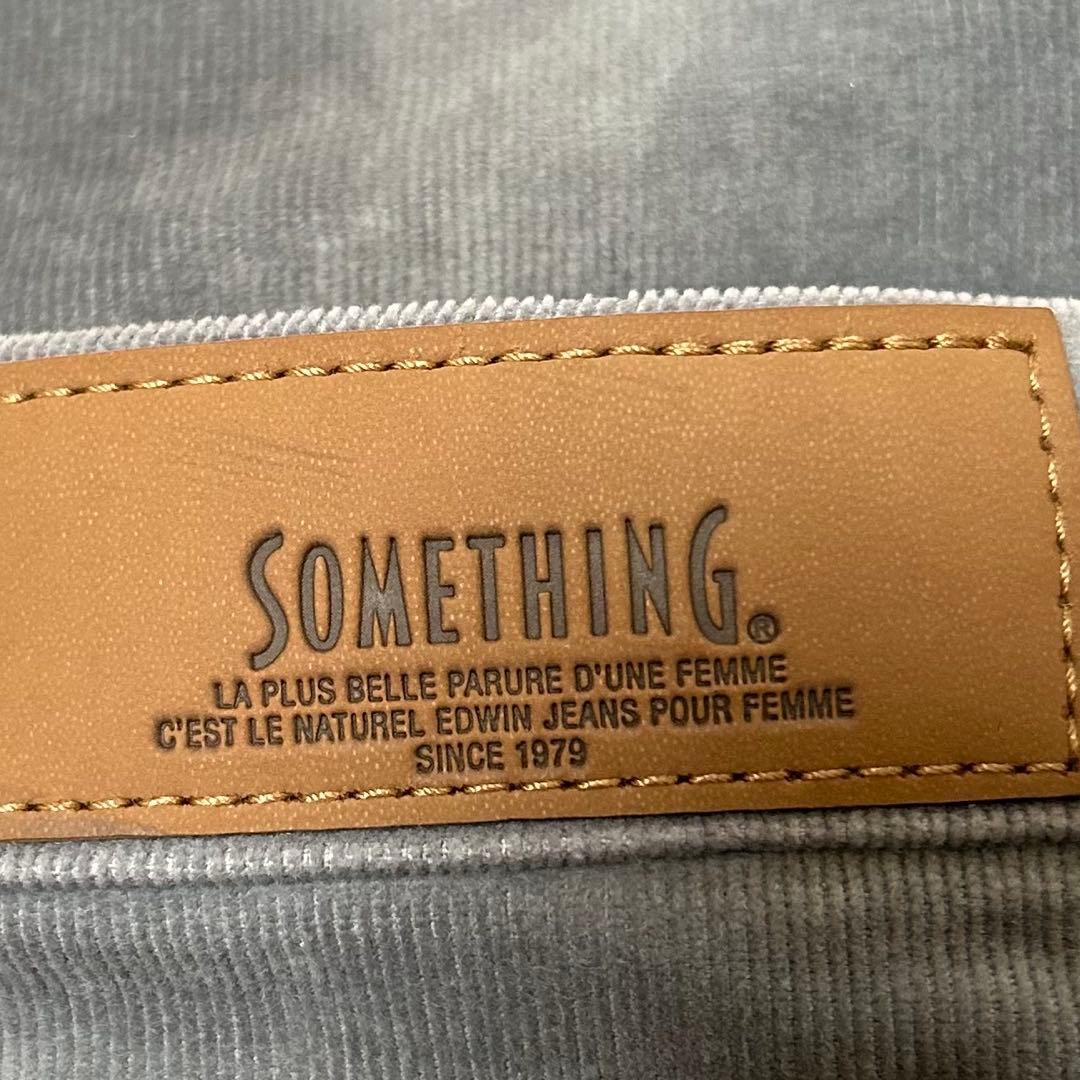 SOMETHING®
LA PLUS BELLE PARURE D'UNE FEMME
C'EST LE NATUREL EDWIN JEANS POUR FEMME
SINCE 1979